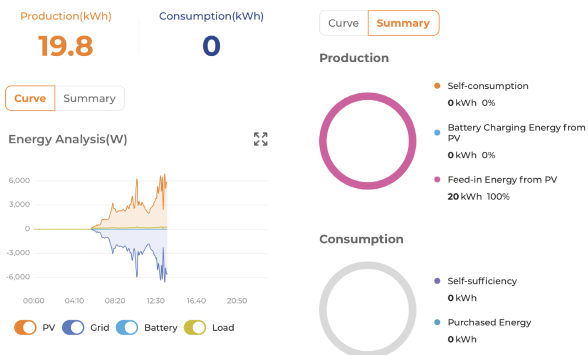 Production(kWh)
19.8
Consumption(kWh)
0
Curve
Summary
Energy Analysis(W)
6,000
3,000
0
-3,000
-6,000
00:00 04:10 08:20 12:30 16:40 20:50
PV Grid Battery Load
Curve
Summary
Production
Self-consumption
0 kWh 0%
Battery Charging Energy from
PV
0 kWh 0%
Feed-in Energy from PV
20 kWh 100%
Consumption
Self-sufficiency
0 kWh
Purchased Energy
0 kWh